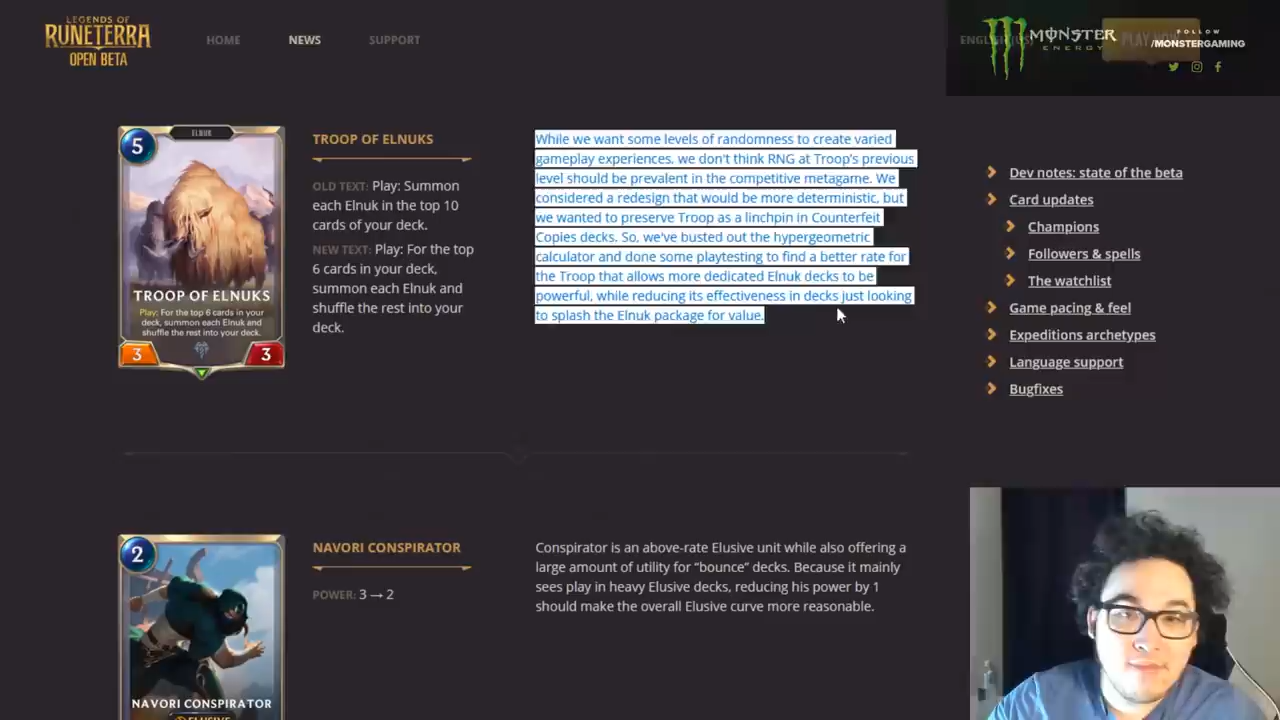 LEGENDS OF
RUNETERRA
OPEN BETA
HOME
NEWS
SUPPORT
MONSTER
ENERGY
FOLLOW
/MONSTERGAMING
5
ELNUK
TROOP OF ELNUKS
Play: For the top 6 cards in your
deck, summon each Elnuk and
shuffle the rest into your deck.
3
3
TROOP OF ELNUKS
OLD TEXT: Play: Summon
each Elnuk in the top 10
cards of your deck.
NEW TEXT: Play: For the top
6 cards in your deck,
summon each Elnuk and
shuffle the rest into your
deck.
While we want some levels of randomness to create varied
gameplay experiences, we don't think RNG at Troop's previous
level should be prevalent in the competitive metagame. We
considered a redesign that would be more deterministic, but
we wanted to preserve Troop as a linchpin in Counterfeit
Copies decks. So, we've busted out the hypergeometric
calculator and done some playtesting to find a better rate for
the Troop that allows more dedicated Elnuk decks to be
powerful, while reducing its effectiveness in decks just looking
to splash the Elnuk package for value.
Dev notes: state of the beta
Card updates
Champions
Followers & spells
The watchlist
Game pacing & feel
Expeditions archetypes
Language support
Bugfixes
2
NAVORI CONSPIRATOR
ELUSIVE
NAVORI CONSPIRATOR
POWER: 3 → 2
Conspirator is an above-rate Elusive unit while also offering a
large amount of utility for “bounce” decks. Because it mainly
sees play in heavy Elusive decks, reducing his power by 1
should make the overall Elusive curve more reasonable.